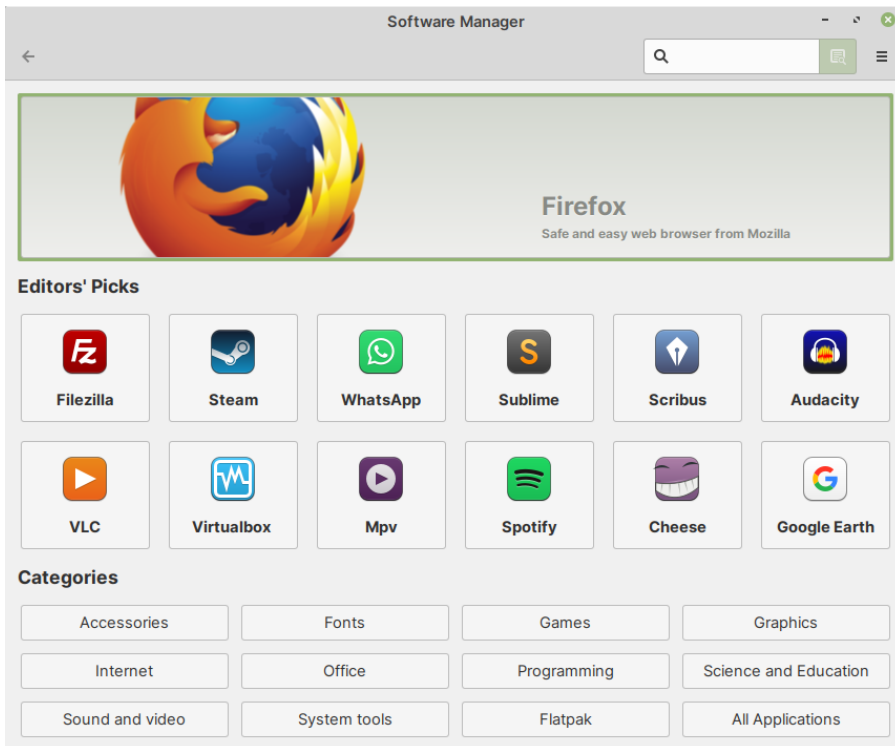 Software Manager
Firefox
Safe and easy web browser from Mozilla
Editors' Picks
Filezilla Steam WhatsApp Sublime Scribus Audacity
VLC Virtualbox Mpv Spotify Cheese Google Earth
Categories
Accessories Fonts Games Graphics
Internet Office Programming Science and Education
Sound and video System tools Flatpak All Applications